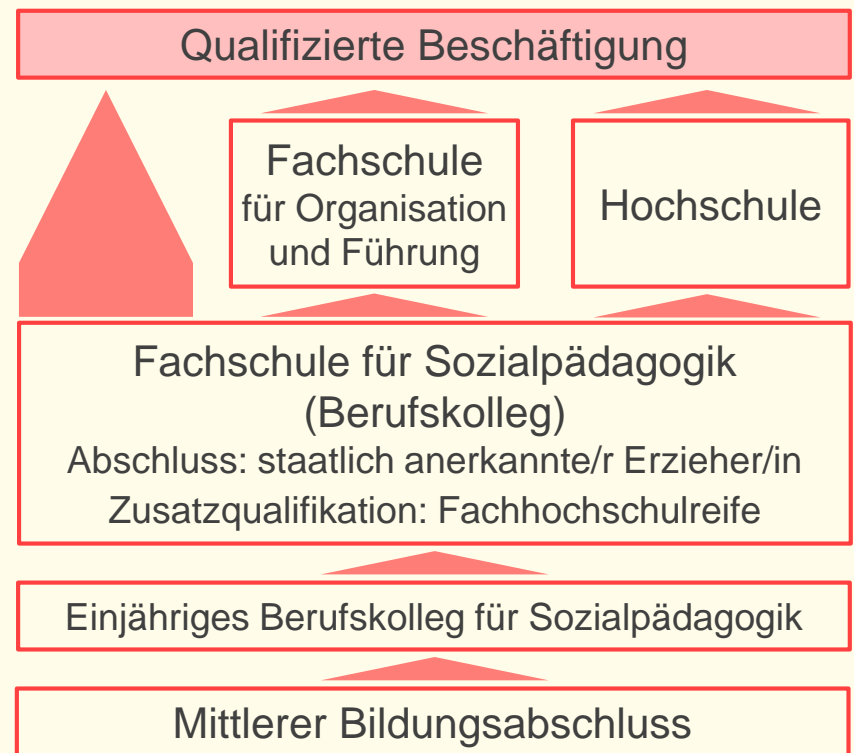 Qualifizierte Beschäftigung
Fachschule
für Organisation
und Führung
Hochschule
Fachschule für Sozialpädagogik
(Berufskolleg)
Abschluss: staatlich anerkannte/r Erzieher/in
Zusatzqualifikation: Fachhochschulreife
Einjähriges Berufskolleg für Sozialpädagogik
Mittlerer Bildungsabschluss